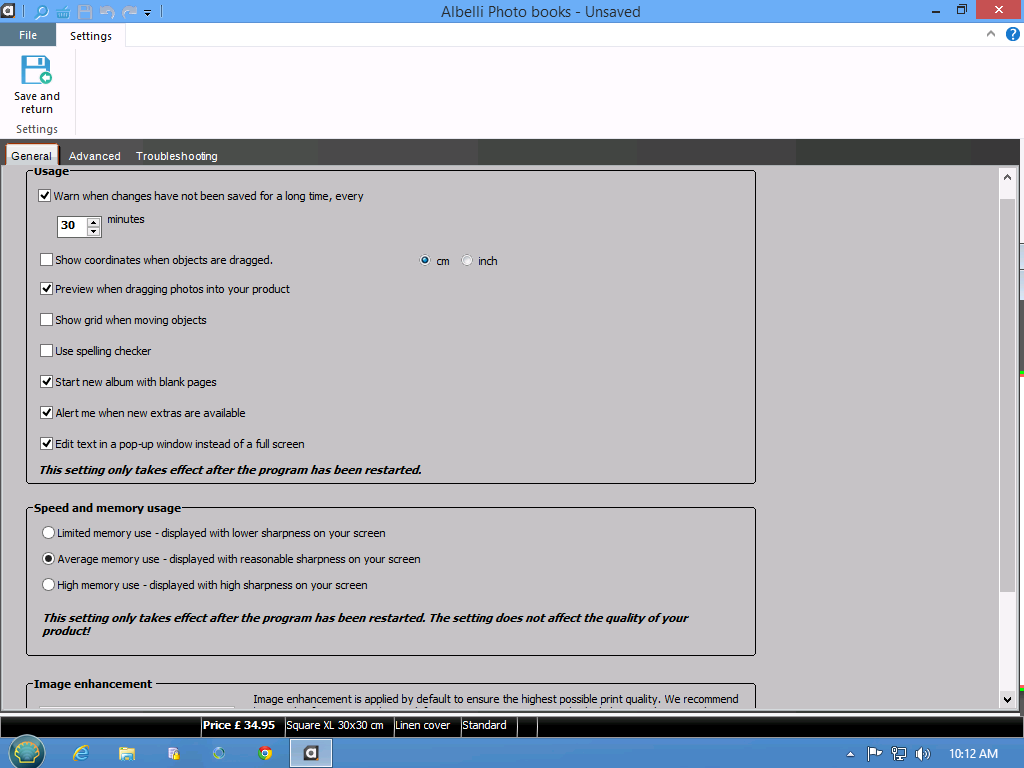 Albelli Photo books - Unsaved
File
Settings
Save and
return
Settings
General
Advanced
Troubleshooting
Usage
Warn when changes have not been saved for a long time, every
30
minutes
Show coordinates when objects are dragged.
cm
inch
Preview when dragging photos into your product
Show grid when moving objects
Use spelling checker
Start new album with blank pages
Alert me when new extras are available
Edit text in a pop-up window instead of a full screen
This setting only takes effect after the program has been restarted.
Speed and memory usage
Limited memory use - displayed with lower sharpness on your screen
Average memory use - displayed with reasonable sharpness on your screen
High memory use - displayed with high sharpness on your screen
This setting only takes effect after the program has been restarted. The setting does not affect the quality of your
product!
Image enhancement
Image enhancement is applied by default to ensure the highest possible print quality. We recommend
Price £ 34.95
Square XL 30x30 cm
Linen cover
Standard
10:12 AM